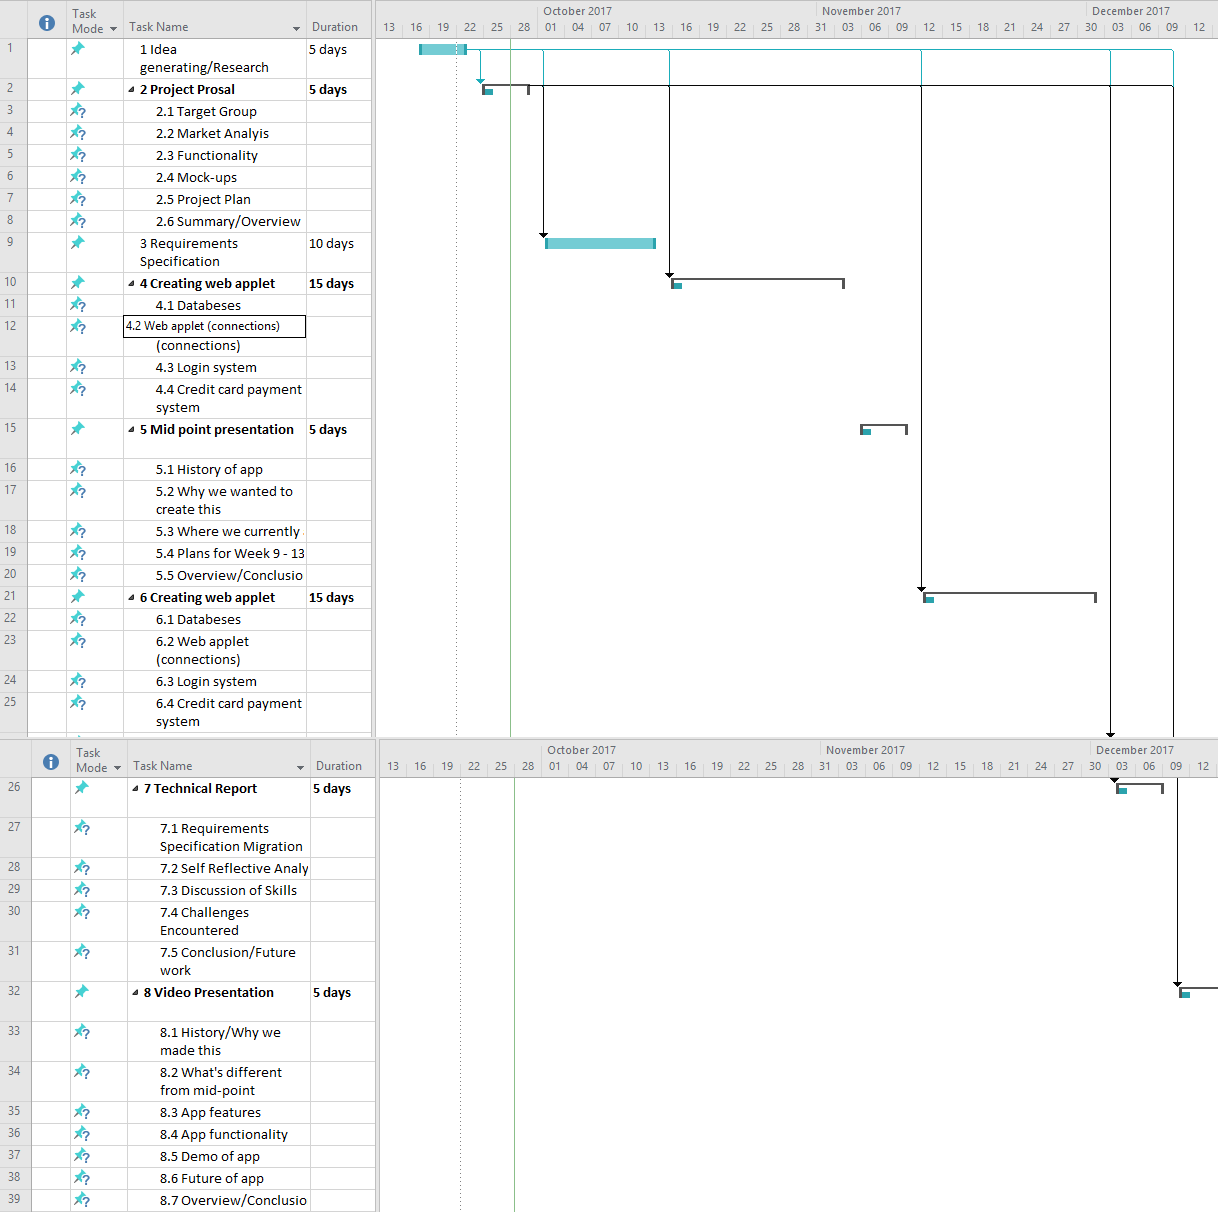 Task
Mode
Task Name
Duration
October 2017
November 2017
December 2017
13 16 19 22 25 28 01 04 07 10 13 16 19 22 25 28 31 03 06 09 12 15 18 21 24 27 30 03 06 09 12
1 1 Idea 5 days
generating/Research
2 2 Project Prosal 5 days
3 2.1 Target Group
4 2.2 Market Analyis
5 2.3 Functionality
6 2.4 Mock-ups
7 2.5 Project Plan
8 2.6 Summary/Overview
9 3 Requirements 10 days
Specification
10 4 Creating web applet 15 days
11 4.1 Databeses
12 4.2 Web applet (connections)
(connections)
13 4.3 Login system
14 4.4 Credit card payment
system
15 5 Mid point presentation 5 days
16 5.1 History of app
17 5.2 Why we wanted to
create this
18 5.3 Where we currently
19 5.4 Plans for Week 9 - 13
20 5.5 Overview/Conclusio
21 6 Creating web applet 15 days
22 6.1 Databeses
23 6.2 Web applet
(connections)
24 6.3 Login system
25 6.4 Credit card payment
system
Task
Mode
Task Name
Duration
October 2017
November 2017
December 2017
13 16 19 22 25 28 01 04 07 10 13 16 19 22 25 28 31 03 06 09 12 15 18 21 24 27 30 03 06 09 12
26 7 Technical Report 5 days
27 7.1 Requirements
Specification Migration
28 7.2 Self Reflective Analy
29 7.3 Discussion of Skills
30 7.4 Challenges
Encountered
31 7.5 Conclusion/Future
work
32 8 Video Presentation 5 days
33 8.1 History/Why we
made this
34 8.2 What's different
from mid-point
35 8.3 App features
36 8.4 App functionality
37 8.5 Demo of app
38 8.6 Future of app
39 8.7 Overview/Conclusio